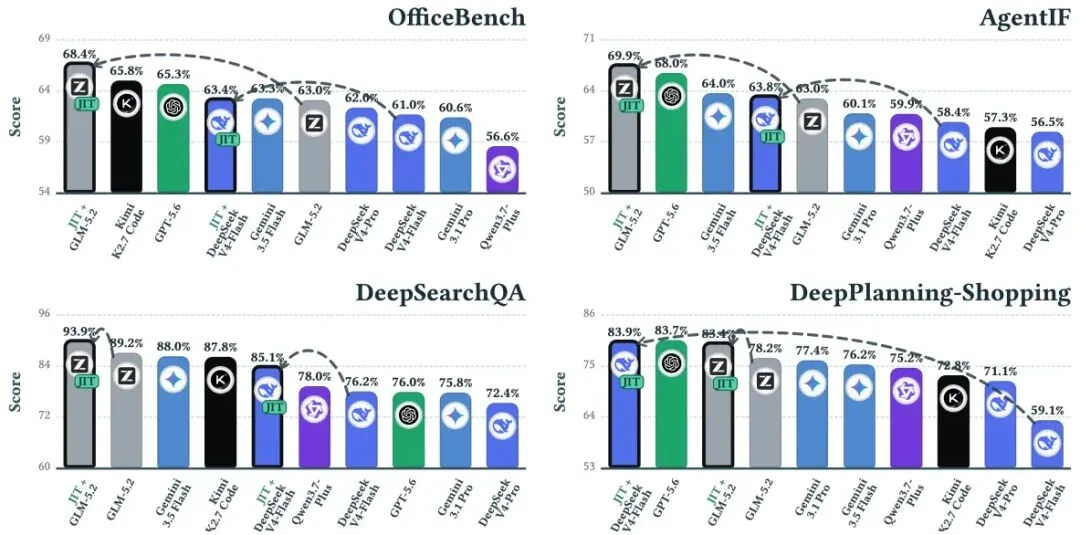 OfficeBench
Score
69
64
59
54
68.4%
65.8%
65.3%
63.4%
63.3%
63.0%
62.0%
61.0%
60.6%
56.6%
JIT
JIT
JIT +
GLM-5.2
Kimi
K2.7 Code
GPT-5.6
JIT +
DeepSeek
V4-Flash
Gemini
3.5 Flash
GLM-5.2
DeepSeek
V4-Pro
DeepSeek
V4-Flash
Gemini
3.1 Pro
Qwen3.7-
Plus
AgentIF
Score
71
64
57
50
69.9%
68.0%
64.0%
63.8%
63.0%
60.1%
59.9%
58.4%
57.3%
56.5%
JIT
JIT
JIT +
GLM-5.2
GPT-5.6
Gemini
3.5 Flash
JIT +
DeepSeek
V4-Flash
GLM-5.2
Gemini
3.1 Pro
Qwen3.7-
Plus
DeepSeek
V4-Flash
Kimi
K2.7 Code
DeepSeek
V4-Pro
DeepSearchQA
Score
96
84
72
60
93.9%
89.2%
88.0%
87.8%
85.1%
78.0%
76.2%
76.0%
75.8%
72.4%
JIT
JIT
JIT +
GLM-5.2
GLM-5.2
Gemini
3.5 Flash
Kimi
K2.7 Code
JIT +
DeepSeek
V4-Flash
Qwen3.7-
Plus
DeepSeek
V4-Flash
GPT-5.6
Gemini
3.1 Pro
DeepSeek
V4-Pro
DeepPlanning-Shopping
Score
86
75
64
53
83.9%
83.7%
83.4%
78.2%
77.4%
76.2%
75.2%
72.8%
71.1%
59.1%
JIT
JIT
JIT +
DeepSeek
V4-Flash
GPT-5.6
JIT +
GLM-5.2
GLM-5.2
Gemini
3.1 Pro
Gemini
3.5 Flash
Qwen3.7-
Plus
Kimi
K2.7 Code
DeepSeek
V4-Pro
DeepSeek
V4-Flash